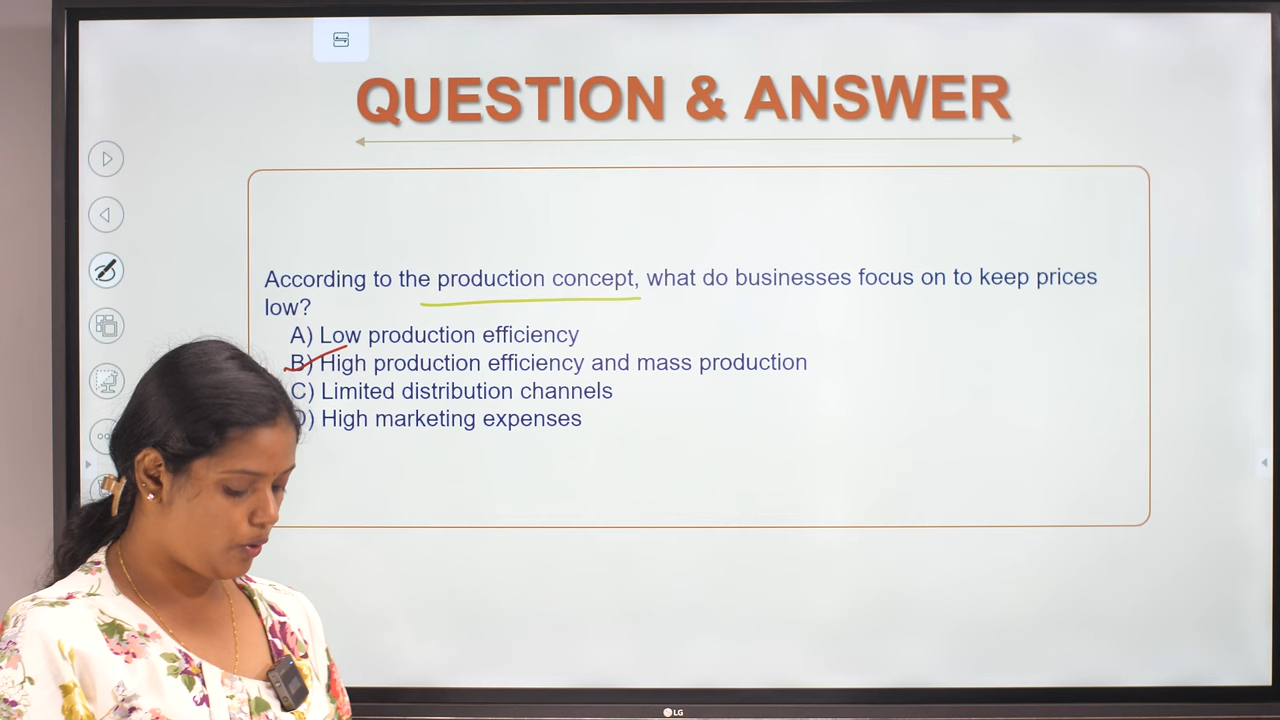 QUESTION & ANSWER
According to the production concept, what do businesses focus on to keep prices
low?
A) Low production efficiency
B) High production efficiency and mass production
C) Limited distribution channels
D) High marketing expenses
LG